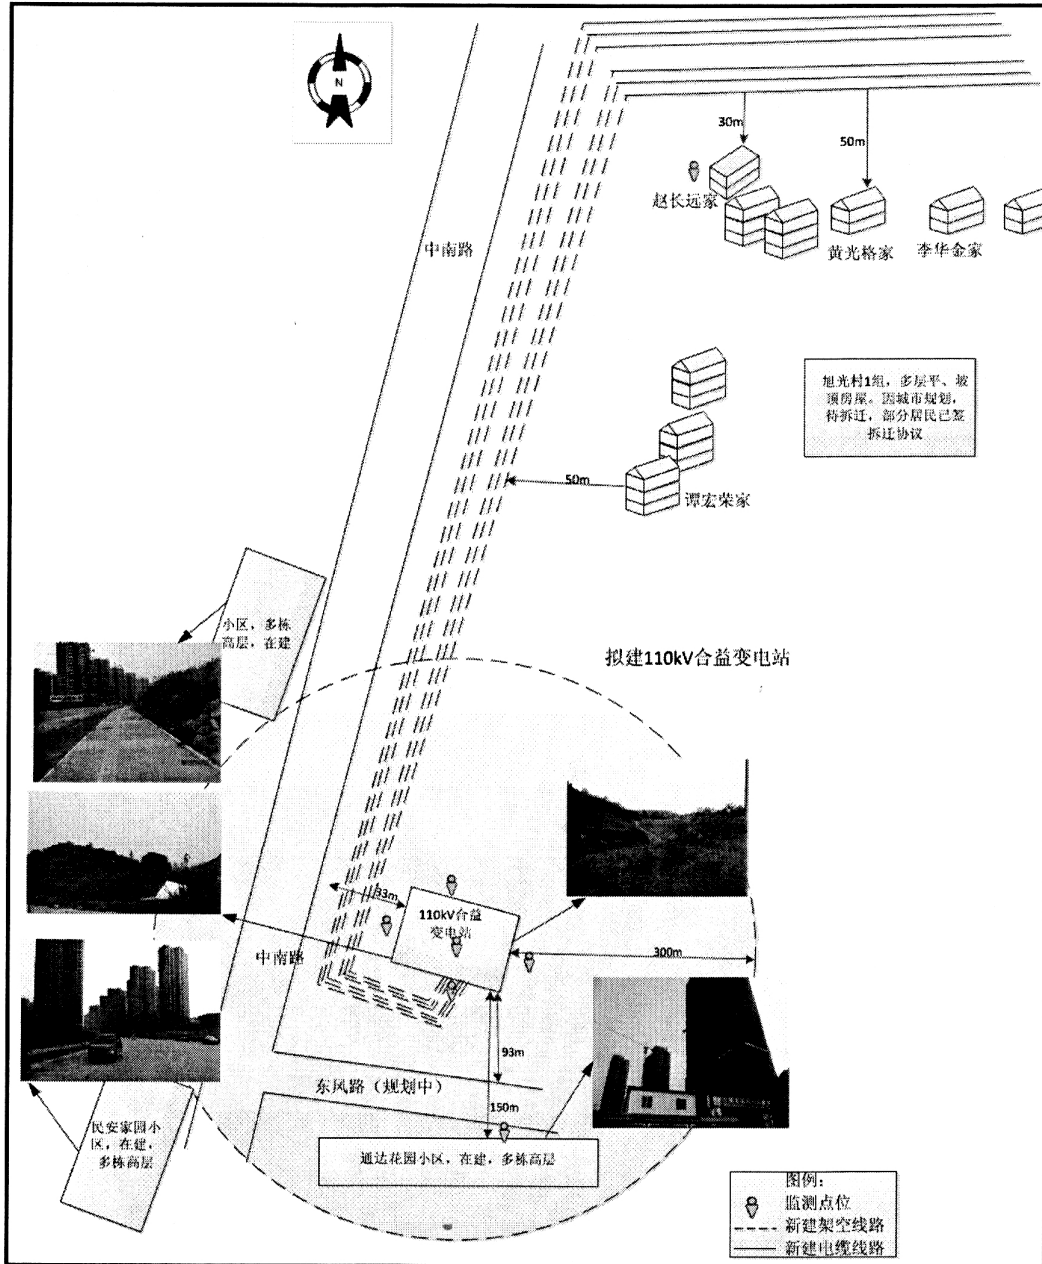 N
30m
50m
赵长远家
黄光格家
李华金家
中南路
旭光村1组，多层平、坡
顶房屋。因城市规划，
待拆迁，部分居民已签
拆迁协议
50m
谭宏荣家
小区，多栋
高层，在建
拟建110kV合益变电站
33m
110kV合益
变电站
中南路
300m
93m
东风路（规划中）
150m
民安家园小
区，在建，
多栋高层
通达花园小区，在建，多栋高层
图例：
监测点位
新建架空线路
新建电缆线路